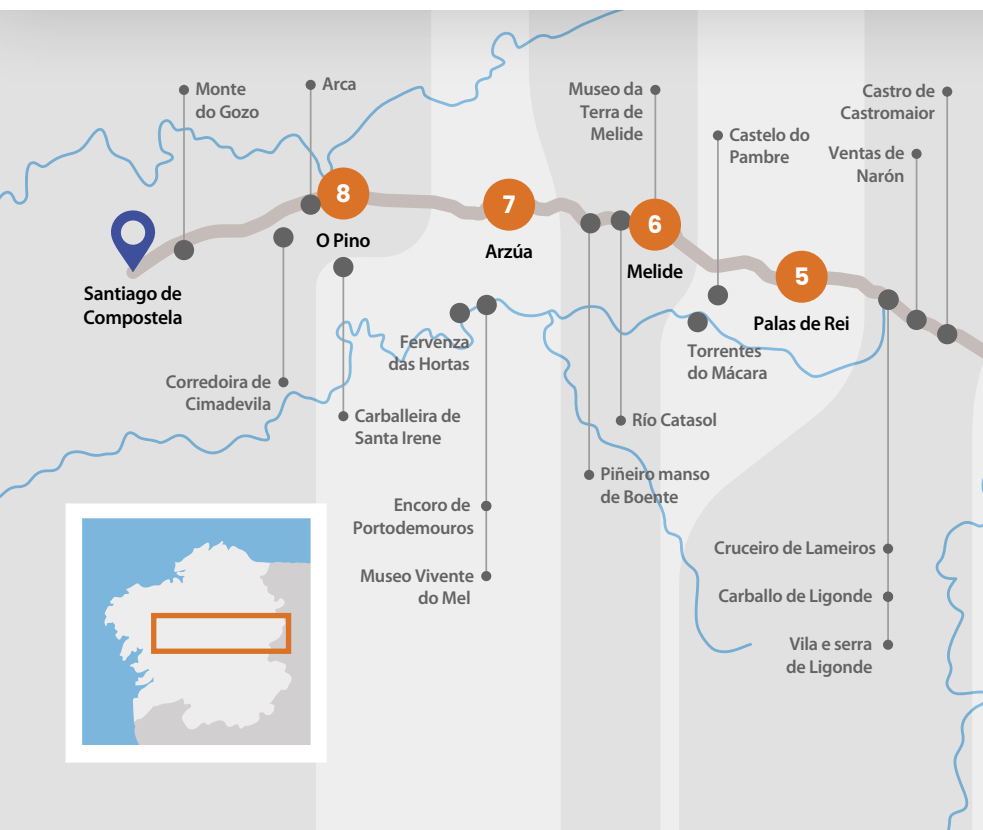 Monte
do Gozo
Arca
Museo da
Terra de
Melide
Castelo do
Pambre
Castro de
Castromaior
Ventas de
Narón
8
O Pino
7
Arzúa
6
Melide
5
Palas de Rei
Santiago de
Compostela
Fervenza
das Hortas
Torrentes
do Mácara
Corredoira de
Cimadevila
Carballeira de
Santa Irene
Río Catasol
Piñeiro manso
de Boente
Encoro de
Portodemouros
Museo Vivente
do Mel
Cruceiro de Lameiros
Carballo de Ligonde
Vila e serra
de Ligonde